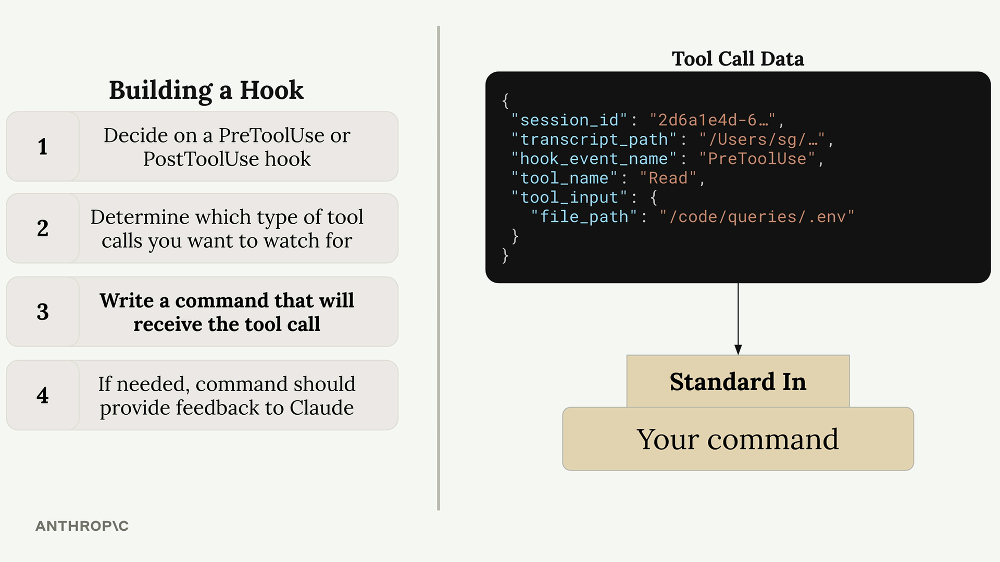 Building a Hook
1
Decide on a PreToolUse or
PostToolUse hook
2
Determine which type of tool
calls you want to watch for
3
Write a command that will
receive the tool call
4
If needed, command should
provide feedback to Claude
ANTHROP\C
Tool Call Data
{
"session_id": "2d6a1e4d-6…",
"transcript_path": "/Users/sg/…",
"hook_event_name": "PreToolUse",
"tool_name": "Read",
"tool_input": {
"file_path": "/code/queries/.env"
}
}
Standard In
Your command